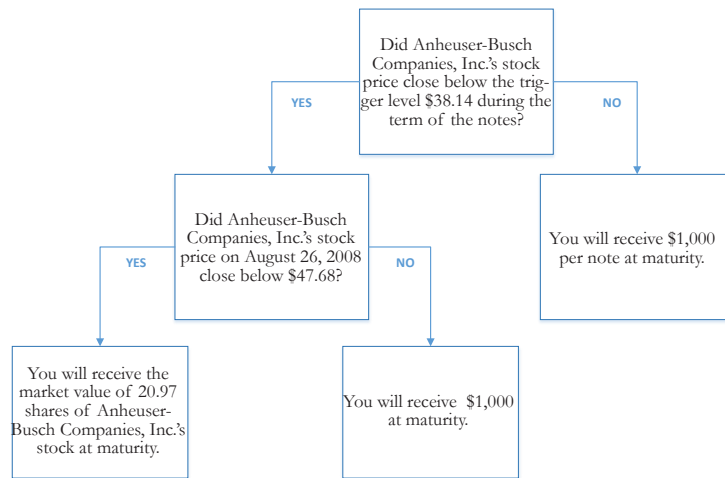 Did Anheuser-Busch
Companies, Inc.'s stock
price close below the trig-
ger level $38.14 during the
term of the notes?
YES
NO
Did Anheuser-Busch
Companies, Inc.'s stock
price on August 26, 2008
close below $47.68?
You will receive $1,000
per note at maturity.
YES
NO
You will receive the
market value of 20.97
shares of Anheuser-
Busch Companies, Inc.'s
stock at maturity.
You will receive $1,000
at maturity.